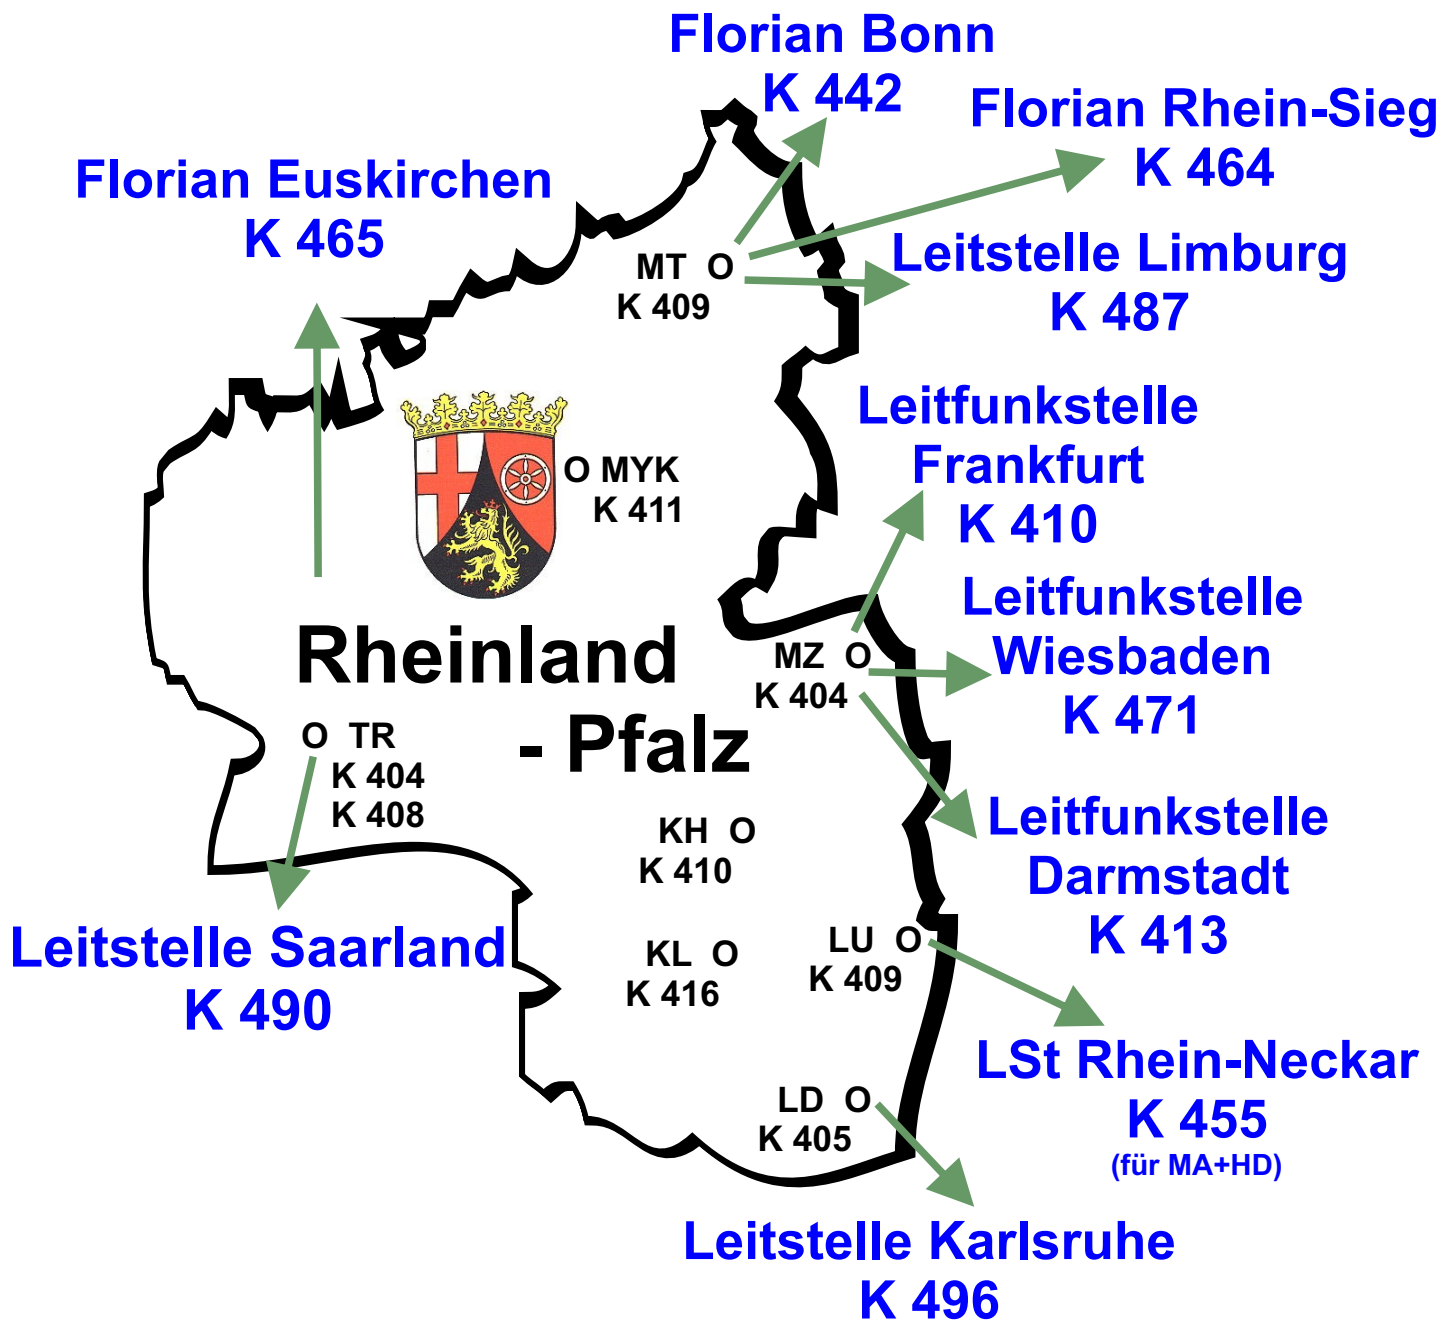 Florian Bonn
K 442
Florian Rhein-Sieg
K 464
Florian Euskirchen
K 465
Leitstelle Limburg
K 487
MT O
K 409
Leitfunkstelle
Frankfurt
K 410
O MYK
K 411
Leitfunkstelle
Wiesbaden
K 471
Rheinland
- Pfalz
MZ O
K 404
O TR
K 404
K 408
Leitfunkstelle
Darmstadt
K 413
KH O
K 410
Leitstelle Saarland
K 490
KL O
K 416
LU O
K 409
LSt Rhein-Neckar
K 455
(für MA+HD)
LD O
K 405
Leitstelle Karlsruhe
K 496